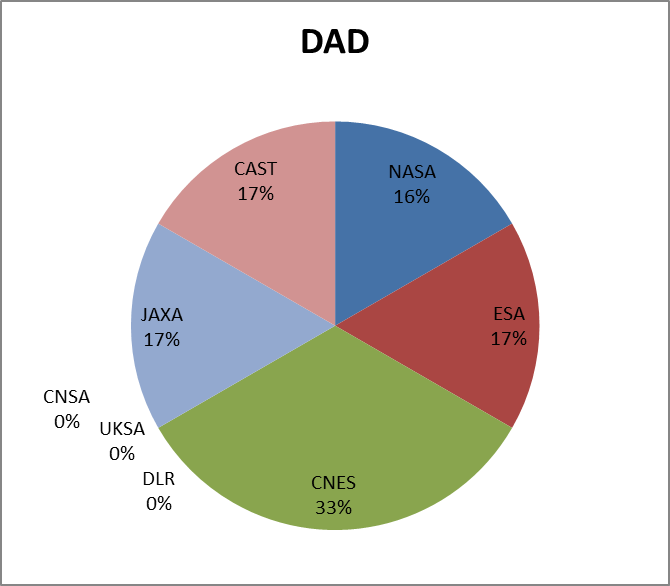 DAD
NASA
16%
ESA
17%
CNES
33%
DLR
0%
UKSA
0%
CNSA
0%
JAXA
17%
CAST
17%